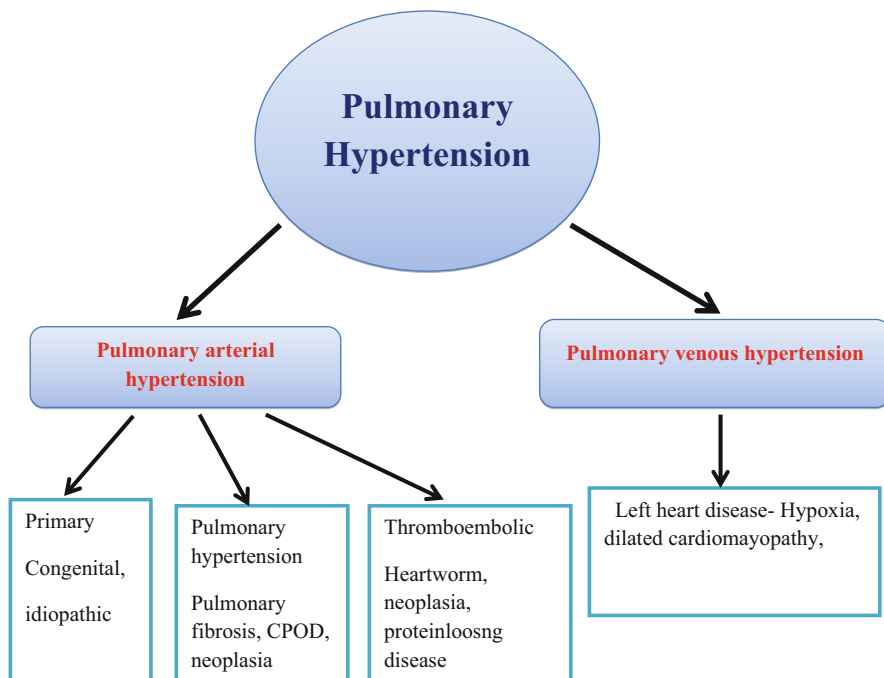 Pulmonary
Hypertension
Pulmonary arterial
hypertension
Pulmonary venous hypertension
Primary
Congenital,
idiopathic
Pulmonary
hypertension
Pulmonary
fibrosis, CPOD,
neoplasia
Thromboembolic
Heartworm,
neoplasia,
proteinloosng
disease
Left heart disease- Hypoxia,
dilated cardiomayopathy,